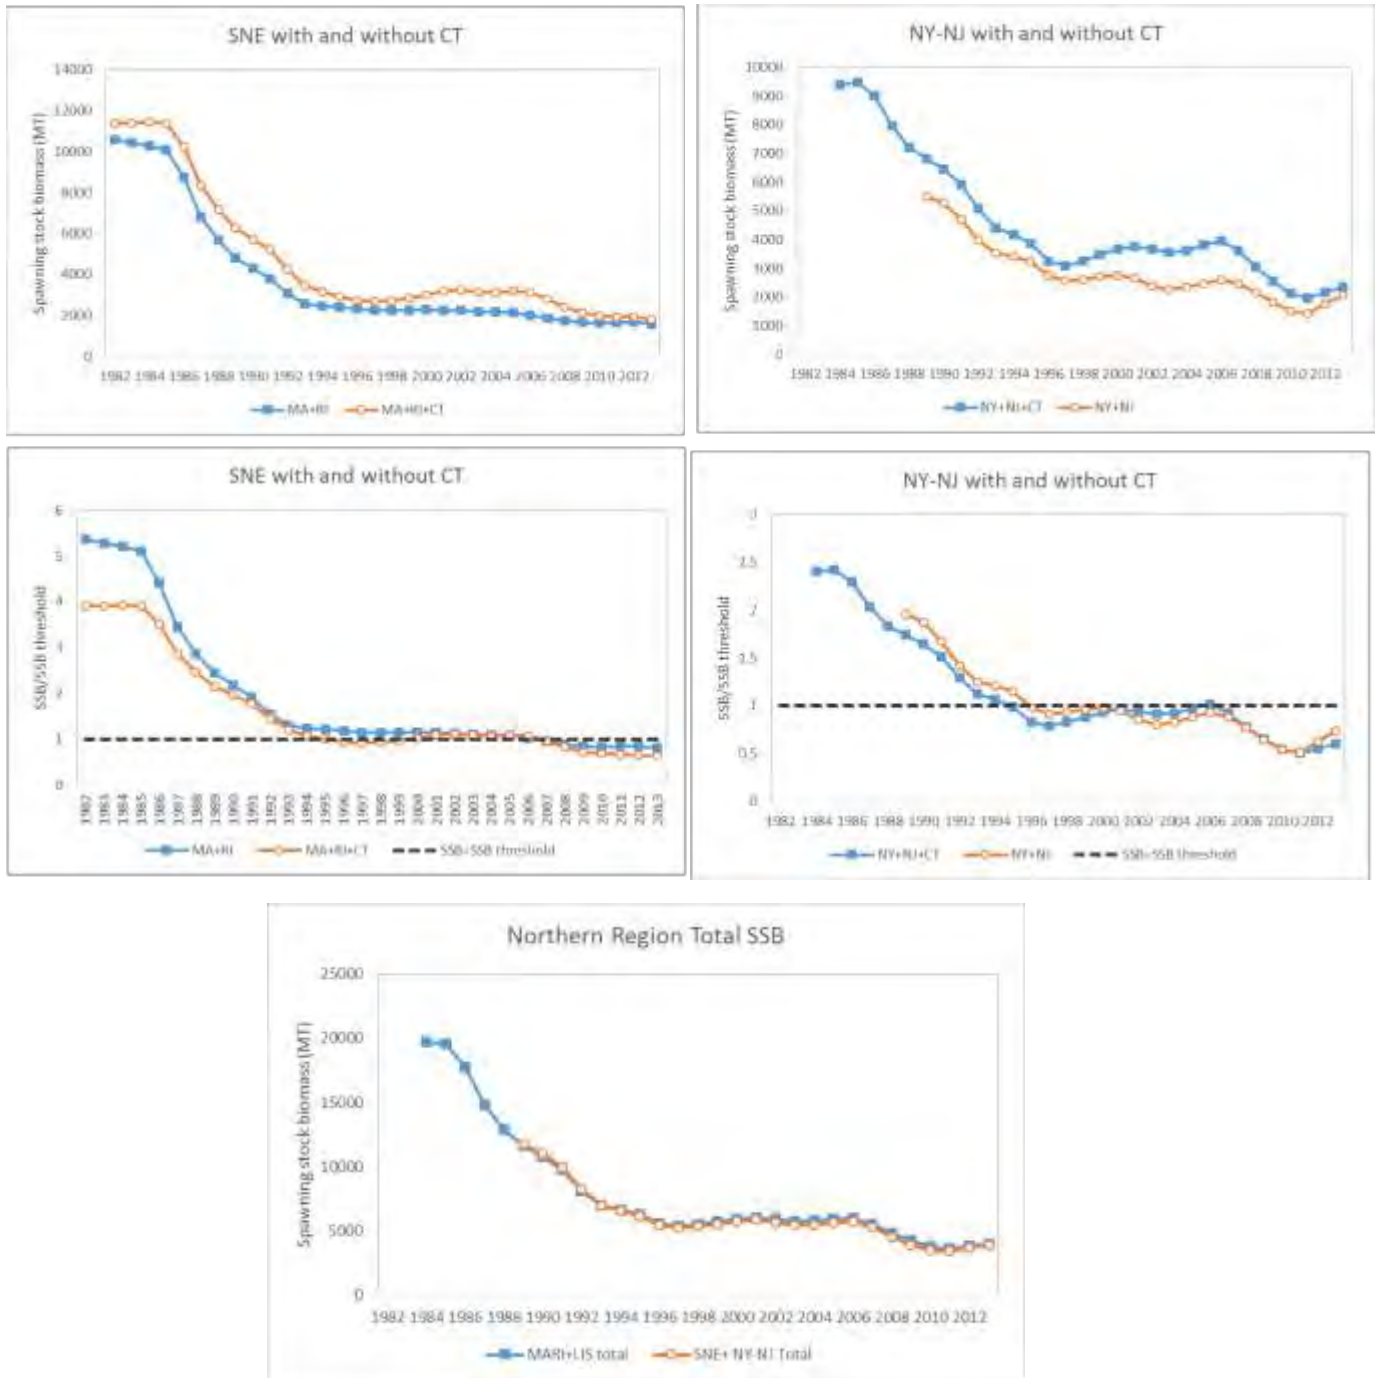 SNE with and without CT
Spawning stock biomass (MT)
14000
12000
10000
8000
6000
4000
2000
0
1982 1984 1986 1988 1990 1992 1994 1996 1998 2000 2002 2004 2006 2008 2010 2012
MA+RI MA+RI+CT
NY-NJ with and without CT
Spawning stock biomass (MT)
10000
9000
8000
7000
6000
5000
4000
3000
2000
1000
0
1982 1984 1986 1988 1990 1992 1994 1996 1998 2000 2002 2004 2006 2008 2010 2012
NY+NJ+CT NY+NJ
SNE with and without CT
SSB/SSB threshold
6
5
4
3
2
1
0
1982 1983 1984 1985 1986 1987 1988 1989 1990 1991 1992 1993 1994 1995 1996 1997 1998 1999 2000 2001 2002 2003 2004 2005 2006 2007 2008 2009 2010 2011 2012 2013
MA+RI MA+RI+CT SSB=SSB threshold
NY-NJ with and without CT
SSB/SSB threshold
3
2.5
2
1.5
1
0.5
0
1982 1984 1986 1988 1990 1992 1994 1996 1998 2000 2002 2004 2006 2008 2010 2012
NY+NJ+CT NY+NJ SSB=SSB threshold
Northern Region Total SSB
Spawning stock biomass (MT)
25000
20000
15000
10000
5000
0
1982 1984 1986 1988 1990 1992 1994 1996 1998 2000 2002 2004 2006 2008 2010 2012
MARI+LIS total SNE+ NY-NJ Total